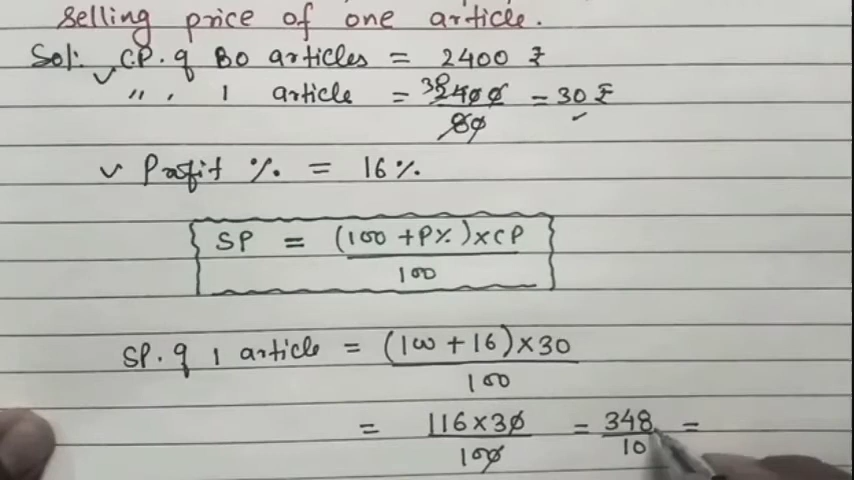 selling price of one article.
Sol: C.P. of 80 articles = 2400 ₹
" , 1 article = 2400/80 = 30 ₹
Profit % = 16%
SP = (100 + P%) × CP / 100
SP. of 1 article = (100 + 16) × 30 / 100
= 116 × 30 / 100 = 348 / 10 =